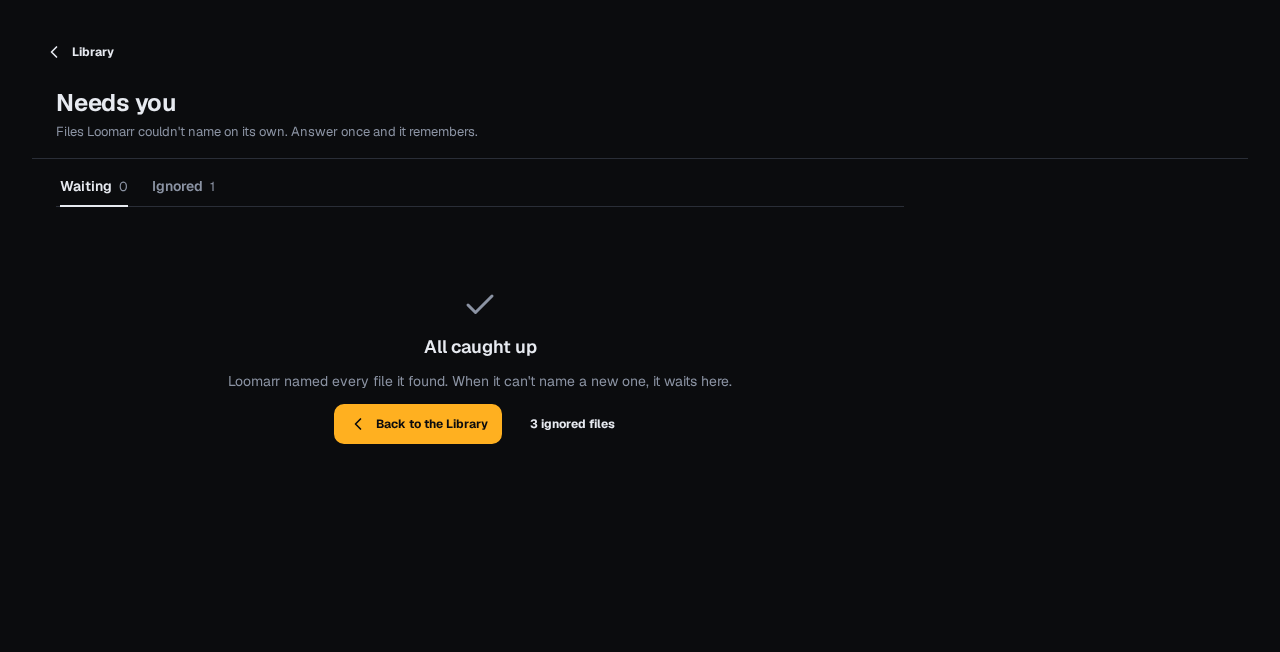 Library
Needs you
Files Loomarr couldn't name on its own. Answer once and it remembers.
Waiting 0 Ignored 1
All caught up
Loomarr named every file it found. When it can't name a new one, it waits here.
Back to the Library 3 ignored files